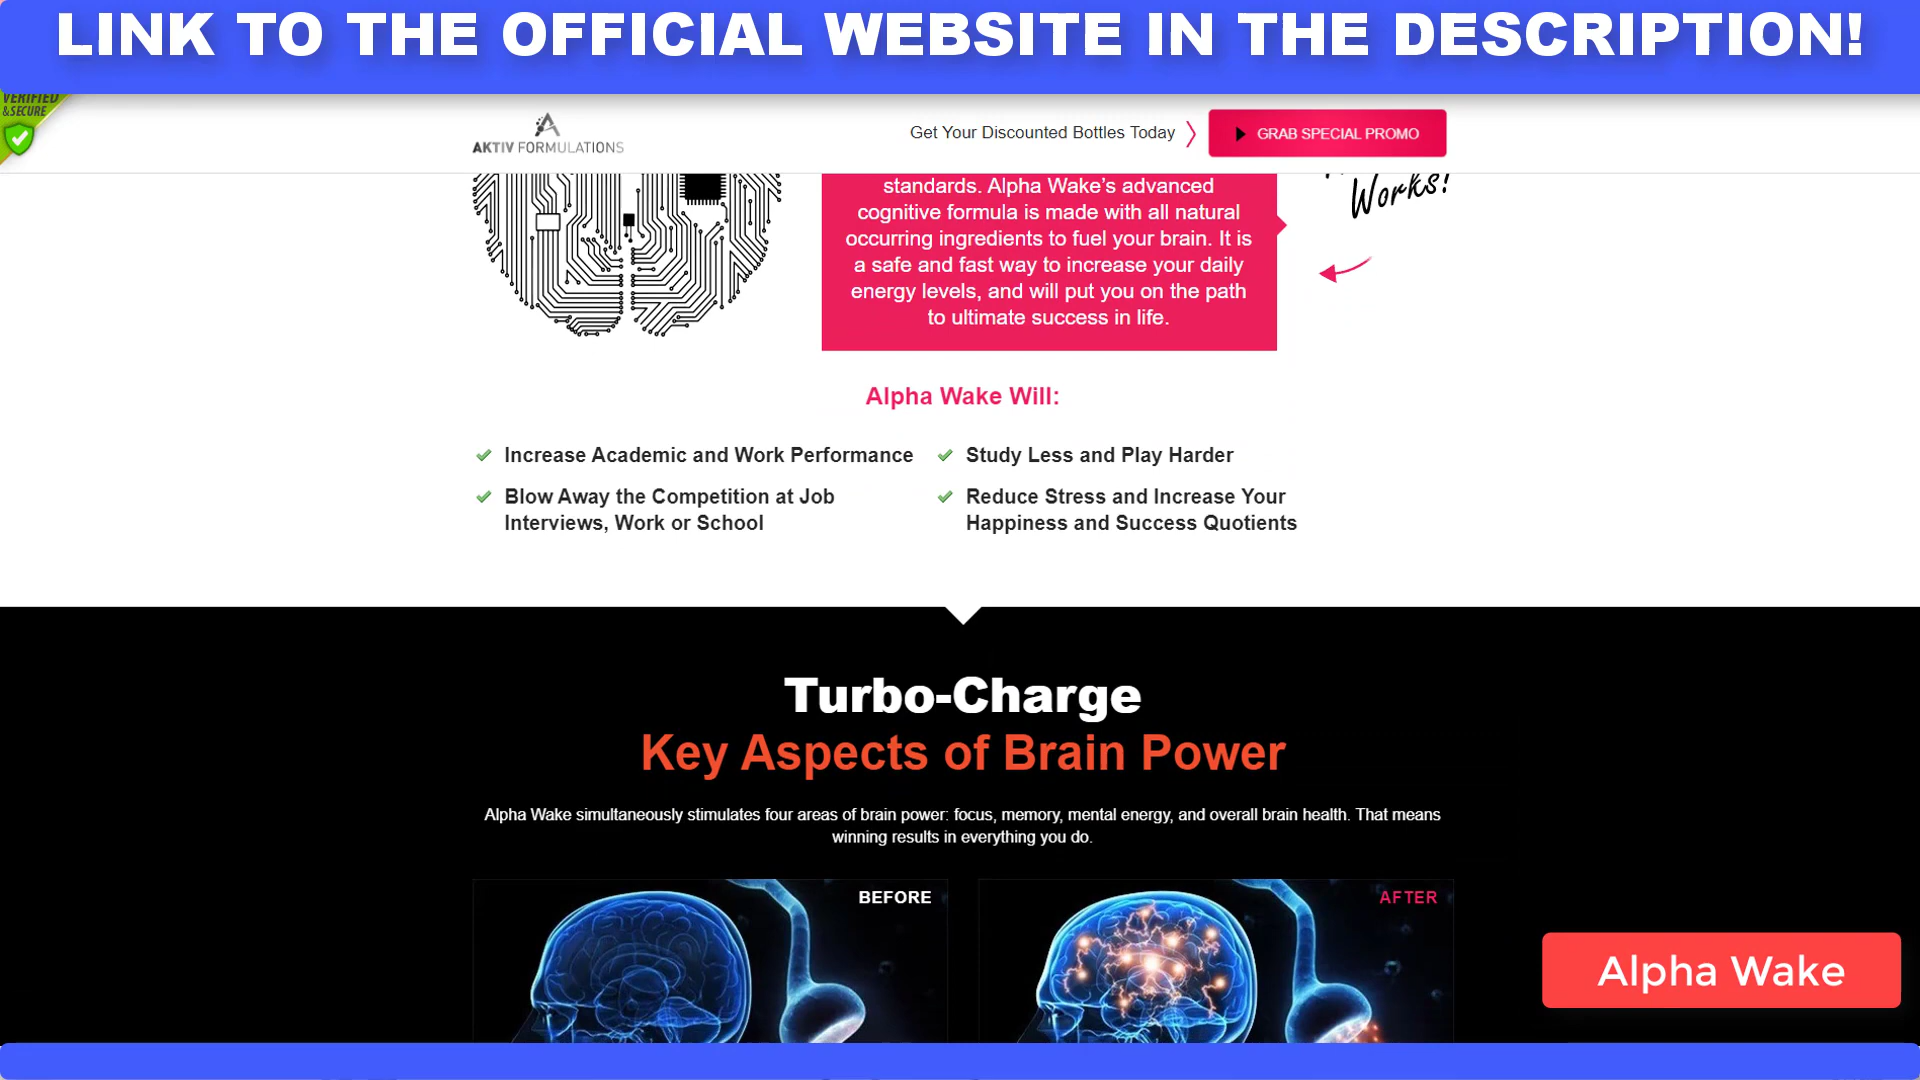 LINK TO THE OFFICIAL WEBSITE IN THE DESCRIPTION!
VERIFIED
&SECURE
AKTIV FORMULATIONS
Get Your Discounted Bottles Today
GRAB SPECIAL PROMO
Works!
standards. Alpha Wake’s advanced
cognitive formula is made with all natural
occurring ingredients to fuel your brain. It is
a safe and fast way to increase your daily
energy levels, and will put you on the path
to ultimate success in life.
Alpha Wake Will:
Increase Academic and Work Performance
Study Less and Play Harder
Blow Away the Competition at Job
Interviews, Work or School
Reduce Stress and Increase Your
Happiness and Success Quotients
Turbo-Charge
Key Aspects of Brain Power
Alpha Wake simultaneously stimulates four areas of brain power: focus, memory, mental energy, and overall brain health. That means
winning results in everything you do.
BEFORE
AFTER
Alpha Wake